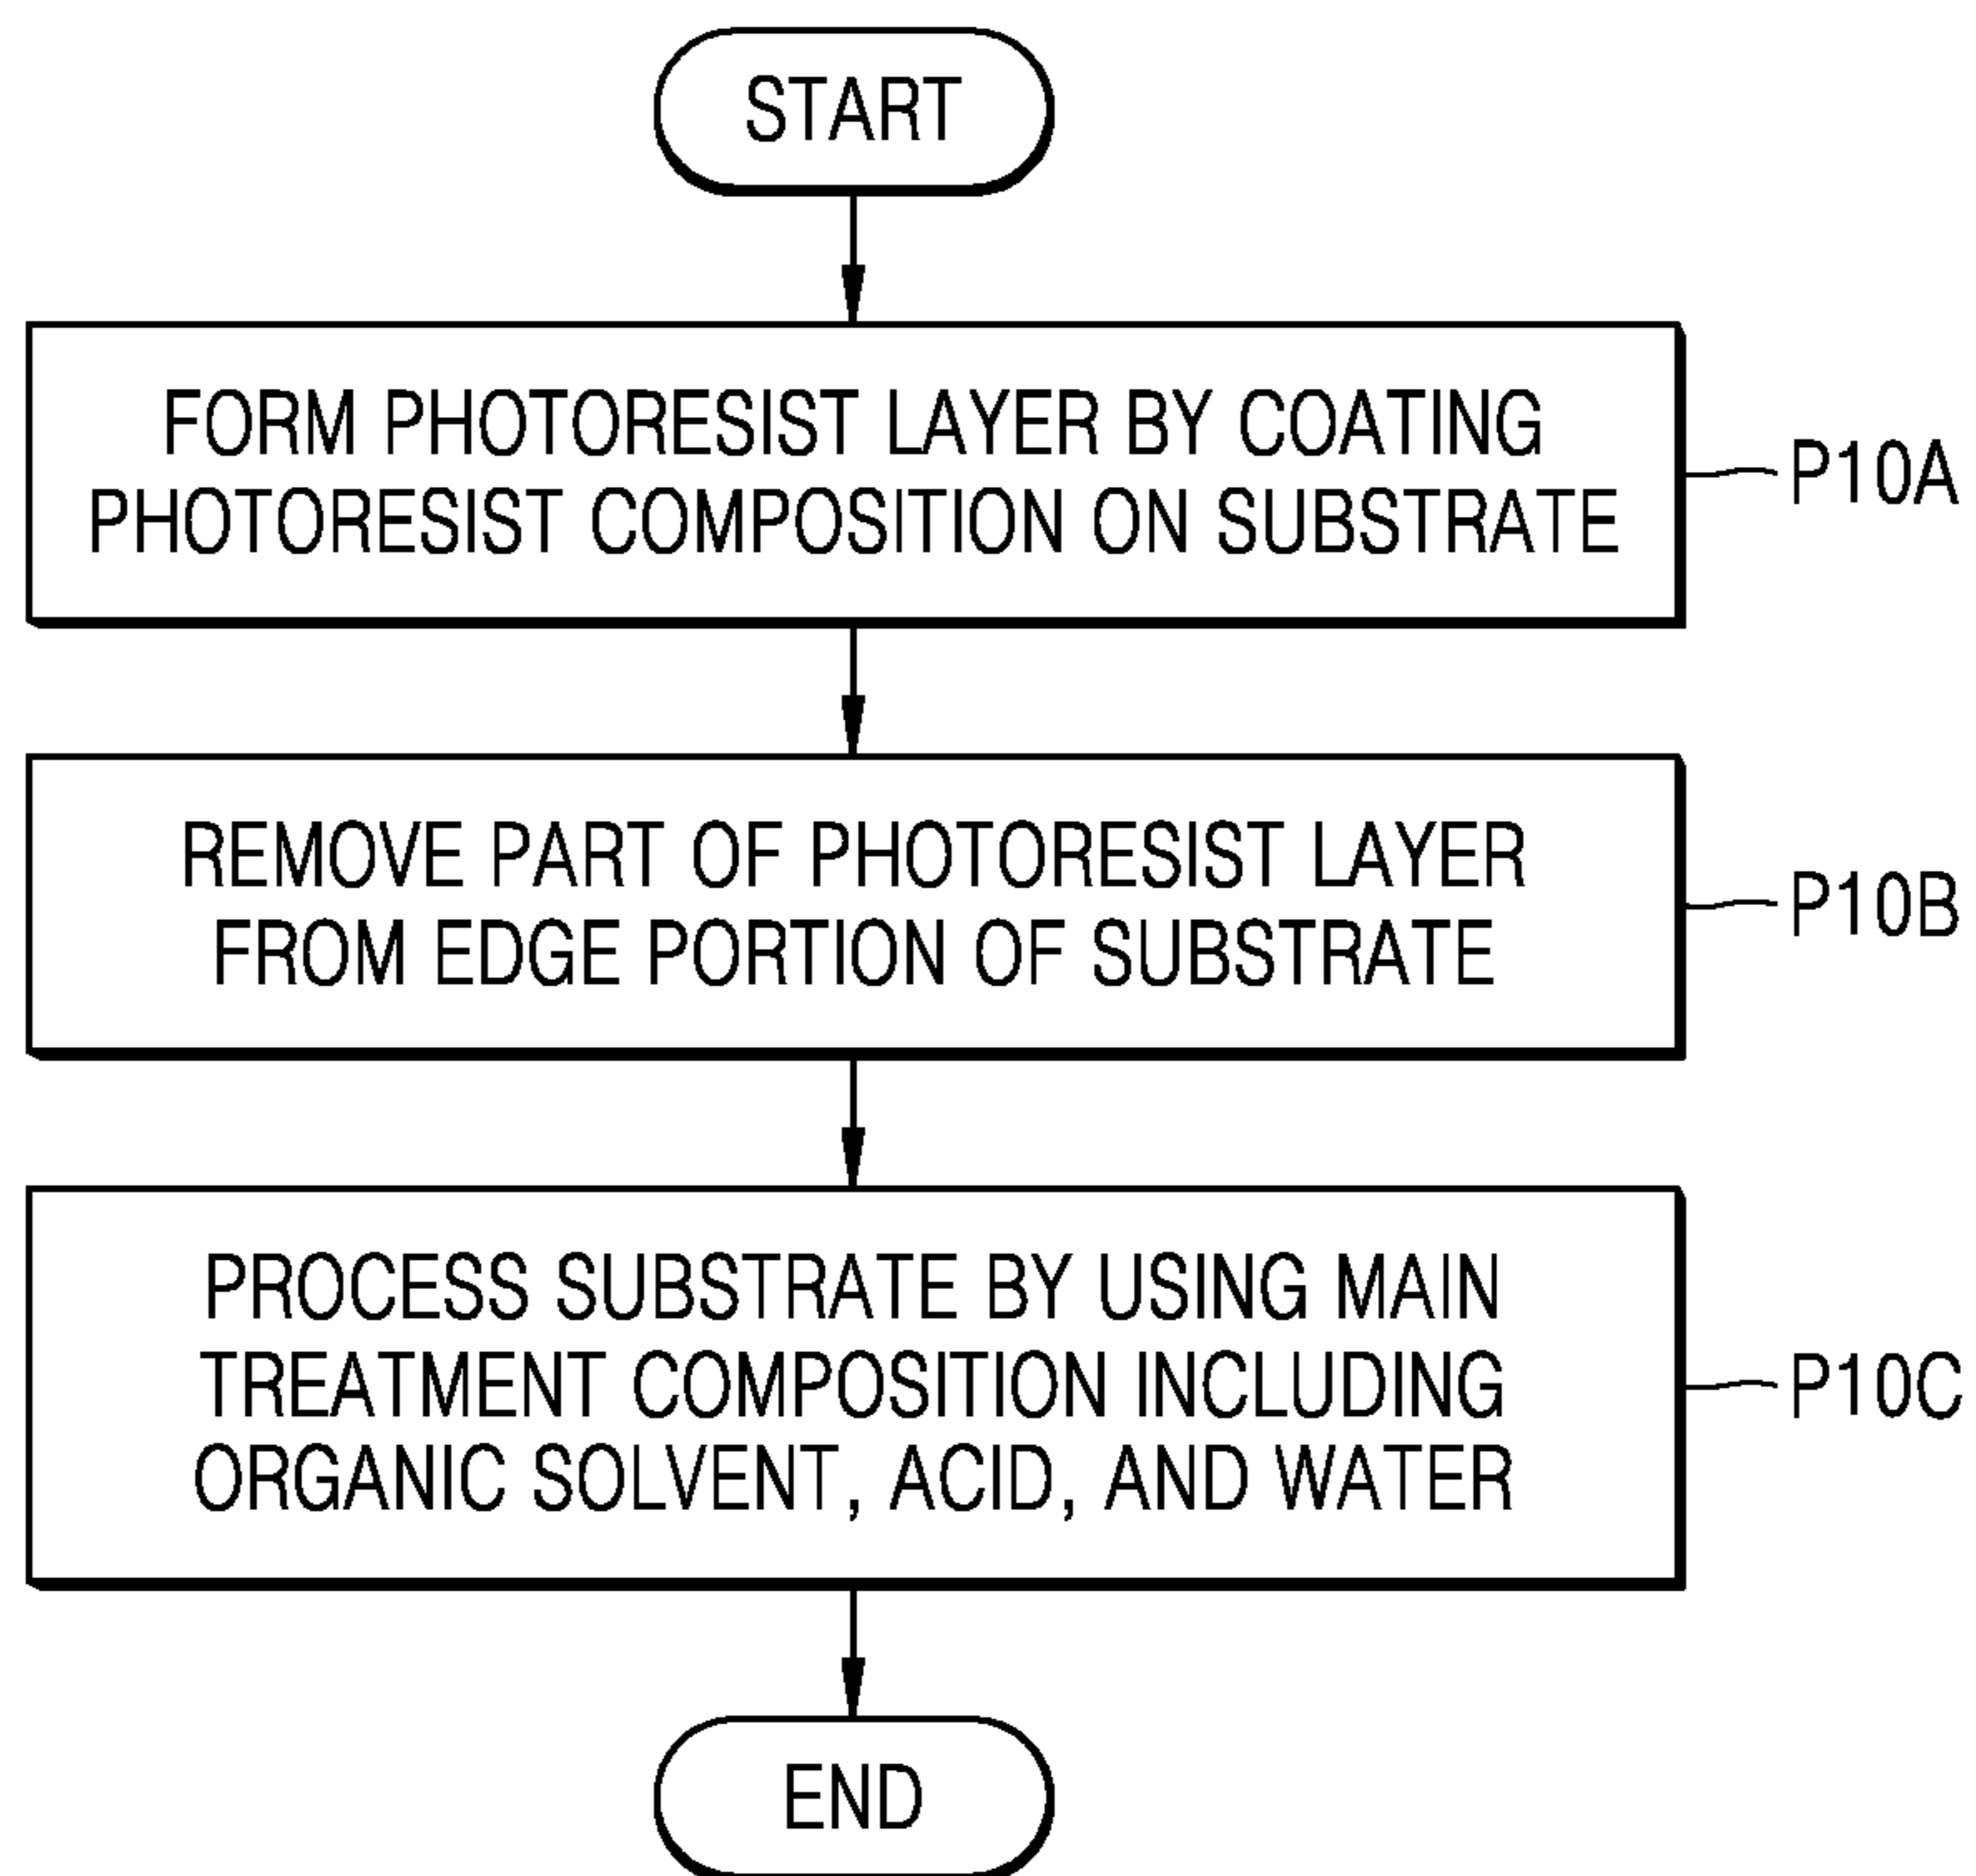 START
FORM PHOTORESIST LAYER BY COATING
PHOTORESIST COMPOSITION ON SUBSTRATE
P10A
REMOVE PART OF PHOTORESIST LAYER
FROM EDGE PORTION OF SUBSTRATE
P10B
PROCESS SUBSTRATE BY USING MAIN
TREATMENT COMPOSITION INCLUDING
ORGANIC SOLVENT, ACID, AND WATER
P10C
END